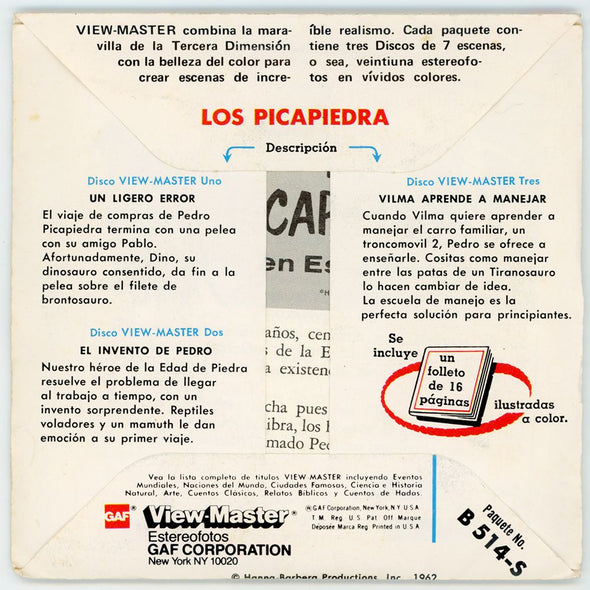 VIEW-MASTER combina la mara-
villa de la Tercera Dimensión
con la belleza del color para
crear escenas de incre-
íble realismo. Cada paquete con-
tiene tres Discos de 7 escenas,
o sea, veintiuna estereofo-
tos en vívidos colores.
LOS PICAPIEDRA
Descripción
Disco VIEW-MASTER Uno
UN LIGERO ERROR
El viaje de compras de Pedro
Picapiedra termina con una pelea
con su amigo Pablo.
Afortunadamente, Dino, su
dinosauro consentido, da fin a la
pelea sobre el filete de
brontosauro.
Disco VIEW-MASTER Dos
EL INVENTO DE PEDRO
Nuestro héroe de la Edad de Piedra
resuelve el problema de llegar
al trabajo a tiempo, con un
invento sorprendente. Reptiles
voladores y un mamuth le dan
emoción a su primer viaje.
CAP
en Es
años, cen
s de la E
a existen
cha pues
ibra, los h
mado Ped
Disco VIEW-MASTER Tres
VILMA APRENDE A MANEJAR
Cuando Vilma quiere aprender a
manejar el carro familiar, un
troncomovil 2, Pedro se ofrece a
enseñarle. Cositas como manejar
entre las patas de un Tiranosauro
lo hacen cambiar de idea.
La escuela de manejo es la
perfecta solución para principiantes.
Se
incluye
un
folleto
de 16
páginas
ilustradas
a color.
Vea la lista completa de titulos VIEW-MASTER incluyendo Eventos
Mundiales, Naciones del Mundo, Ciudades Famosas, Ciencia e Historia
Natural, Arte, Cuentos Clásicos, Relatos Bíblicos y Cuentos de Hadas.
GAF® View-Master®
Estereofotos
GAF CORPORATION
New York NY 10020
®GAF Corporation, New York, N Y U S A
T. M. Reg. U S Pat Off Marque
Déposée Marca Reg Printed in U S A
Paquete No.
B 514-S
© Hanna-Barbera Productions, Inc. 1962